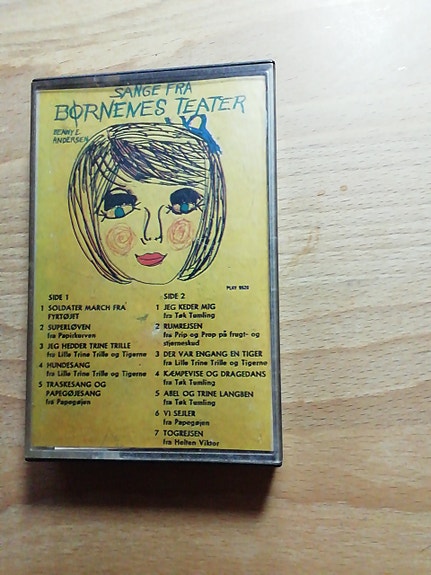 SANGE FRA
BØRNENES TEATER
BENNY E.
ANDERSEN
PLAY 9626
SIDE 1
1 SOLDATER MARCH FRA
FYRTØJET
2 SUPERLØVEN
fra Papirkurven
3 JEG HEDDER TRINE TRILLE
fra Lille Trine Trille og Tigerne
4 HUNDESANG
fra Lille Trine Trille og Tigerne
5 TRASKESANG OG
PAPEGØJESANG
fra Papegøjen
SIDE 2
1 JEG KEDER MIG
fra Tøk Tumling
2 RUMREJSEN
fra Prip og Prop på fragt- og
stjerneskud
3 DER VAR ENGANG EN TIGER
fra Lille Trine Trille og Tigerne
4 KÆMPEVISE OG DRAGEDANS
fra Tøk Tumling
5 ABEL OG TRINE LANGBEN
fra Tøk Tumling
6 VI SEJLER
fra Papegøjen
7 TOGREJSEN
fra Helten Viktor